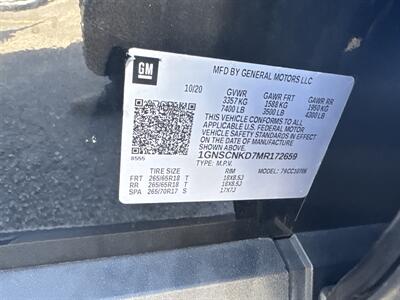 GM
MFD BY GENERAL MOTORS LLC
10/20 GVWR GAWR FRT GAWR RR
3357 KG 1588 KG 1950 KG
7400 LB 3500 LB 4300 LB
THIS VEHICLE CONFORMS TO ALL
APPLICABLE U.S. FEDERAL MOTOR
VEHICLE SAFETY STANDARDS IN
EFFECT ON THE DATE OF
MANUFACTURE SHOWN ABOVE.
1GNSCNKD7MR172659
8555
TYPE: M.P.V. MODEL:
TIRE SIZE RIM
FRT 265/65R18 T 18X8.5J
RR 265/65R18 T 18X8.5J
SPA 265/70R17 S 17X7J